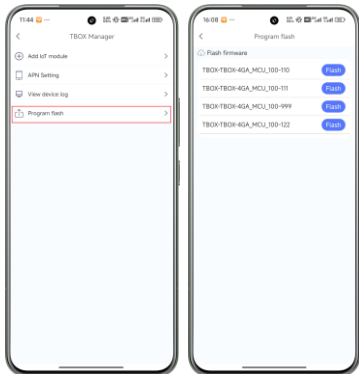 11:44
TBOX Manager
Add IoT module
APN Setting
View device log
Program flash
16:08
Program flash
Flash firmware
TBOX-TBOX-4GA_MCU_100-110 Flash
TBOX-TBOX-4GA_MCU_100-111 Flash
TBOX-TBOX-4GA_MCU_100-999 Flash
TBOX-TBOX-4GA_MCU_100-122 Flash